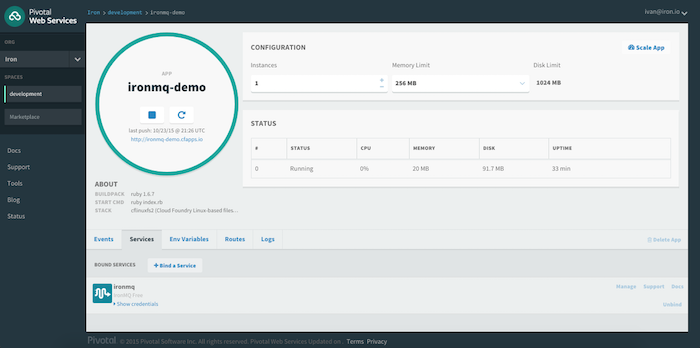 Pivotal
Web Services
Iron > development > ironmq-demo
ivan@iron.io
ORG
Iron
SPACES
development
Marketplace
Docs
Support
Tools
Blog
Status
APP
ironmq-demo
last push: 10/23/15 @ 21:26 UTC
http://ironmq-demo.cfapps.io
CONFIGURATION
Scale App
Instances Memory Limit Disk Limit
1 256 MB 1024 MB
STATUS
# STATUS CPU MEMORY DISK UPTIME
0 Running 0% 20 MB 91.7 MB 33 min
ABOUT
BUILDPACK ruby 1.6.7
START CMD ruby index.rb
STACK cflinuxfs2 (Cloud Foundry Linux-based files...
Events Services Env Variables Routes Logs Delete App
BOUND SERVICES + Bind a Service
ironmq
IronMQ Free
Show credentials
Manage Support Docs
Unbind
Pivotal © 2015 Pivotal Software Inc. All rights reserved. Pivotal Web Services Updated on . Terms Privacy